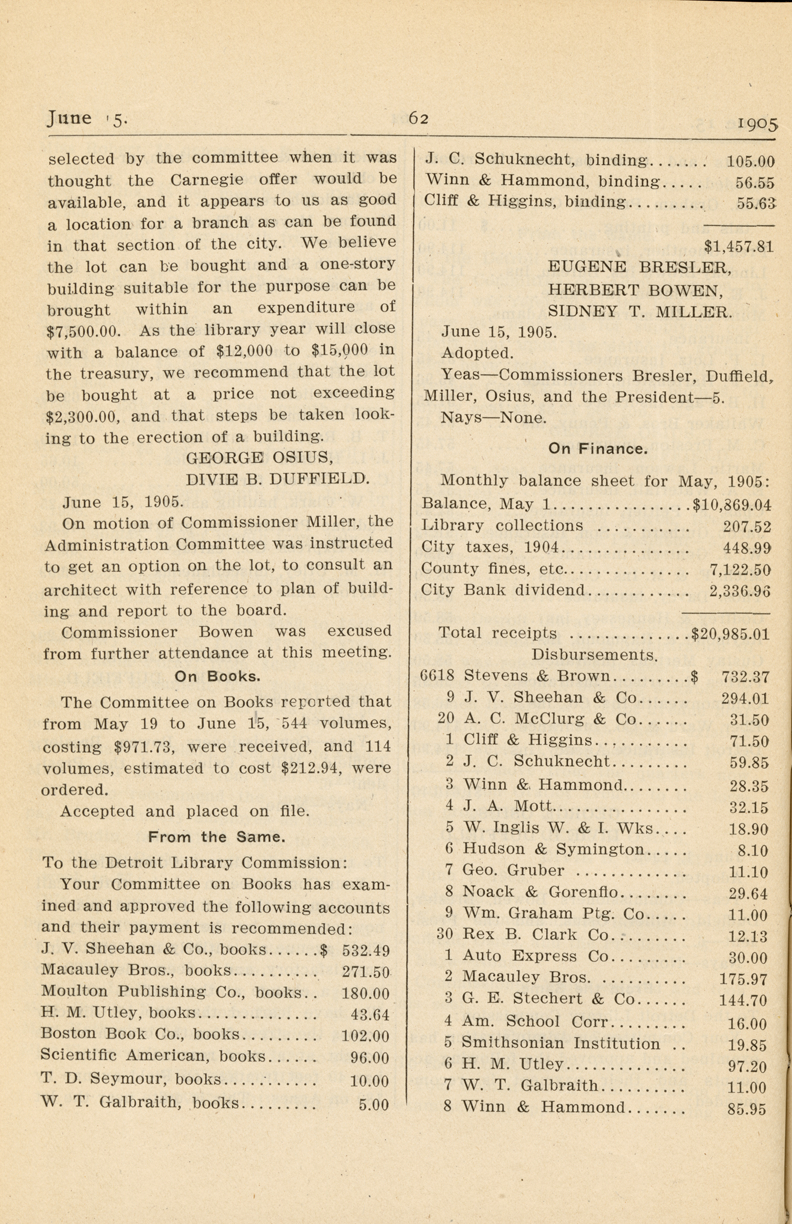 June 15.
62
1905
selected by the committee when it was
thought the Carnegie offer would be
available, and it appears to us as good
a location for a branch as can be found
in that section of the city. We believe
the lot can be bought and a one-story
building suitable for the purpose can be
brought within an expenditure of
$7,500.00. As the library year will close
with a balance of $12,000 to $15,000 in
the treasury, we recommend that the lot
be bought at a price not exceeding
$2,300.00, and that steps be taken look-
ing to the erection of a building.
GEORGE OSIUS,
DIVIE B. DUFFIELD.
June 15, 1905.
On motion of Commissioner Miller, the
Administration Committee was instructed
to get an option on the lot, to consult an
architect with reference to plan of build-
ing and report to the board.
Commissioner Bowen was excused
from further attendance at this meeting.
On Books.
The Committee on Books reported that
from May 19 to June 15, 544 volumes,
costing $971.73, were received, and 114
volumes, estimated to cost $212.94, were
ordered.
Accepted and placed on file.
From the Same.
To the Detroit Library Commission:
Your Committee on Books has exam-
ined and approved the following accounts
and their payment is recommended:
J. V. Sheehan & Co., books......$ 532.49
Macauley Bros., books.......... 271.50
Moulton Publishing Co., books.. 180.00
H. M. Utley, books.............. 43.64
Boston Book Co., books......... 102.00
Scientific American, books...... 96.00
T. D. Seymour, books........... 10.00
W. T. Galbraith, books......... 5.00
J. C. Schuknecht, binding....... 105.00
Winn & Hammond, binding..... 56.55
Cliff & Higgins, binding......... 55.63
$1,457.81
EUGENE BRESLER,
HERBERT BOWEN,
SIDNEY T. MILLER.
June 15, 1905.
Adopted.
Yeas—Commissioners Bresler, Duffield,
Miller, Osius, and the President—5.
Nays—None.
On Finance.
Monthly balance sheet for May, 1905:
Balance, May 1................$10,869.04
Library collections ........... 207.52
City taxes, 1904............... 448.99
County fines, etc.............. 7,122.50
City Bank dividend............ 2,336.96
Total receipts ..............$20,985.01
Disbursements.
6618 Stevens & Brown.........$ 732.37
9 J. V. Sheehan & Co...... 294.01
20 A. C. McClurg & Co...... 31.50
1 Cliff & Higgins........... 71.50
2 J. C. Schuknecht......... 59.85
3 Winn & Hammond........ 28.35
4 J. A. Mott................ 32.15
5 W. Inglis W. & I. Wks.... 18.90
6 Hudson & Symington..... 8.10
7 Geo. Gruber ............. 11.10
8 Noack & Gorenflo........ 29.64
9 Wm. Graham Ptg. Co..... 11.00
30 Rex B. Clark Co......... 12.13
1 Auto Express Co......... 30.00
2 Macauley Bros. .......... 175.97
3 G. E. Stechert & Co...... 144.70
4 Am. School Corr......... 16.00
5 Smithsonian Institution .. 19.85
6 H. M. Utley.............. 97.20
7 W. T. Galbraith.......... 11.00
8 Winn & Hammond....... 85.95